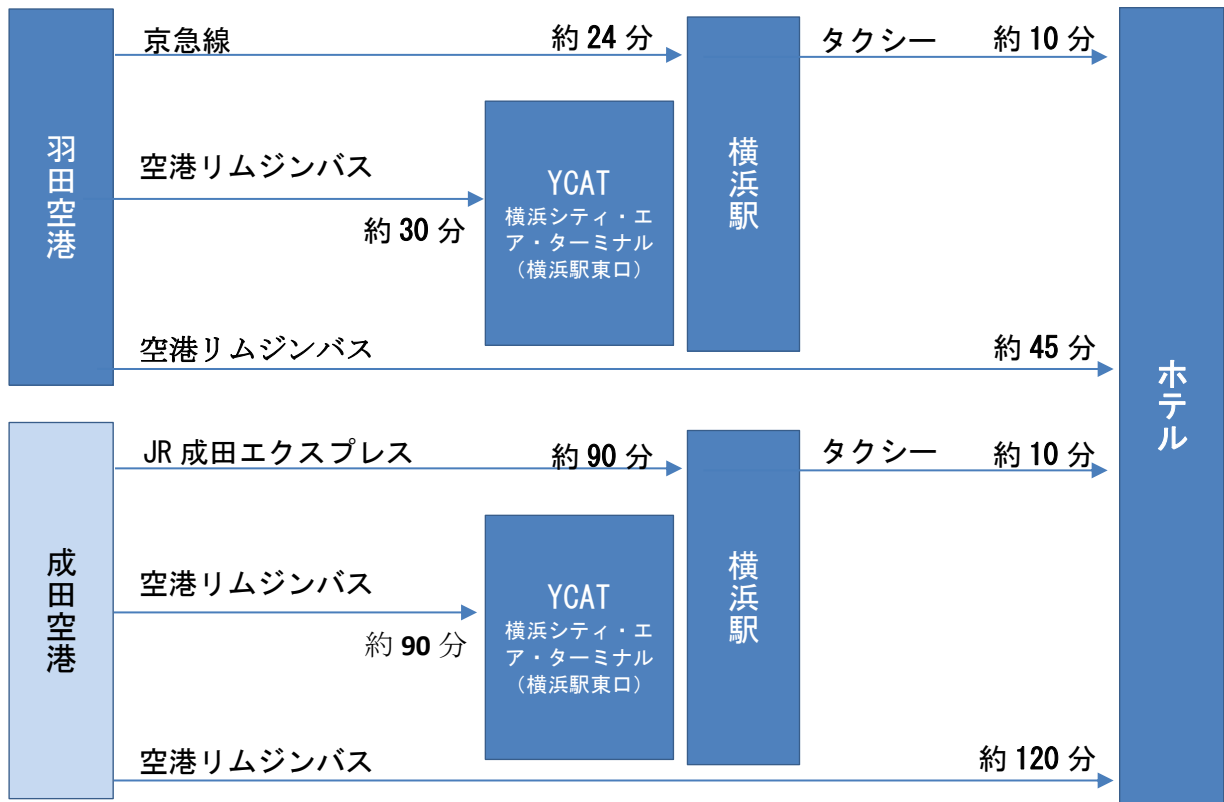 京急線
約 24 分
タクシー
約 10 分
羽田空港
空港リムジンバス
約 30 分
YCAT
横浜シティ・エ
ア・ターミナル
（横浜駅東口）
横浜駅
空港リムジンバス
約 45 分
ホテル
JR 成田エクスプレス
約 90 分
タクシー
約 10 分
成田空港
空港リムジンバス
約 90 分
YCAT
横浜シティ・エ
ア・ターミナル
（横浜駅東口）
横浜駅
空港リムジンバス
約 120 分